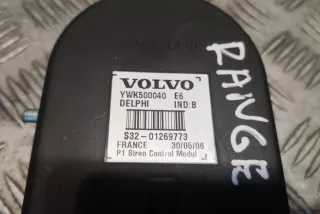 VOLVO
YWK500040 E6
DELPHI IND:B
S32-01269773
FRANCE 30/05/06
P1 Siren Control Modul
RANGE